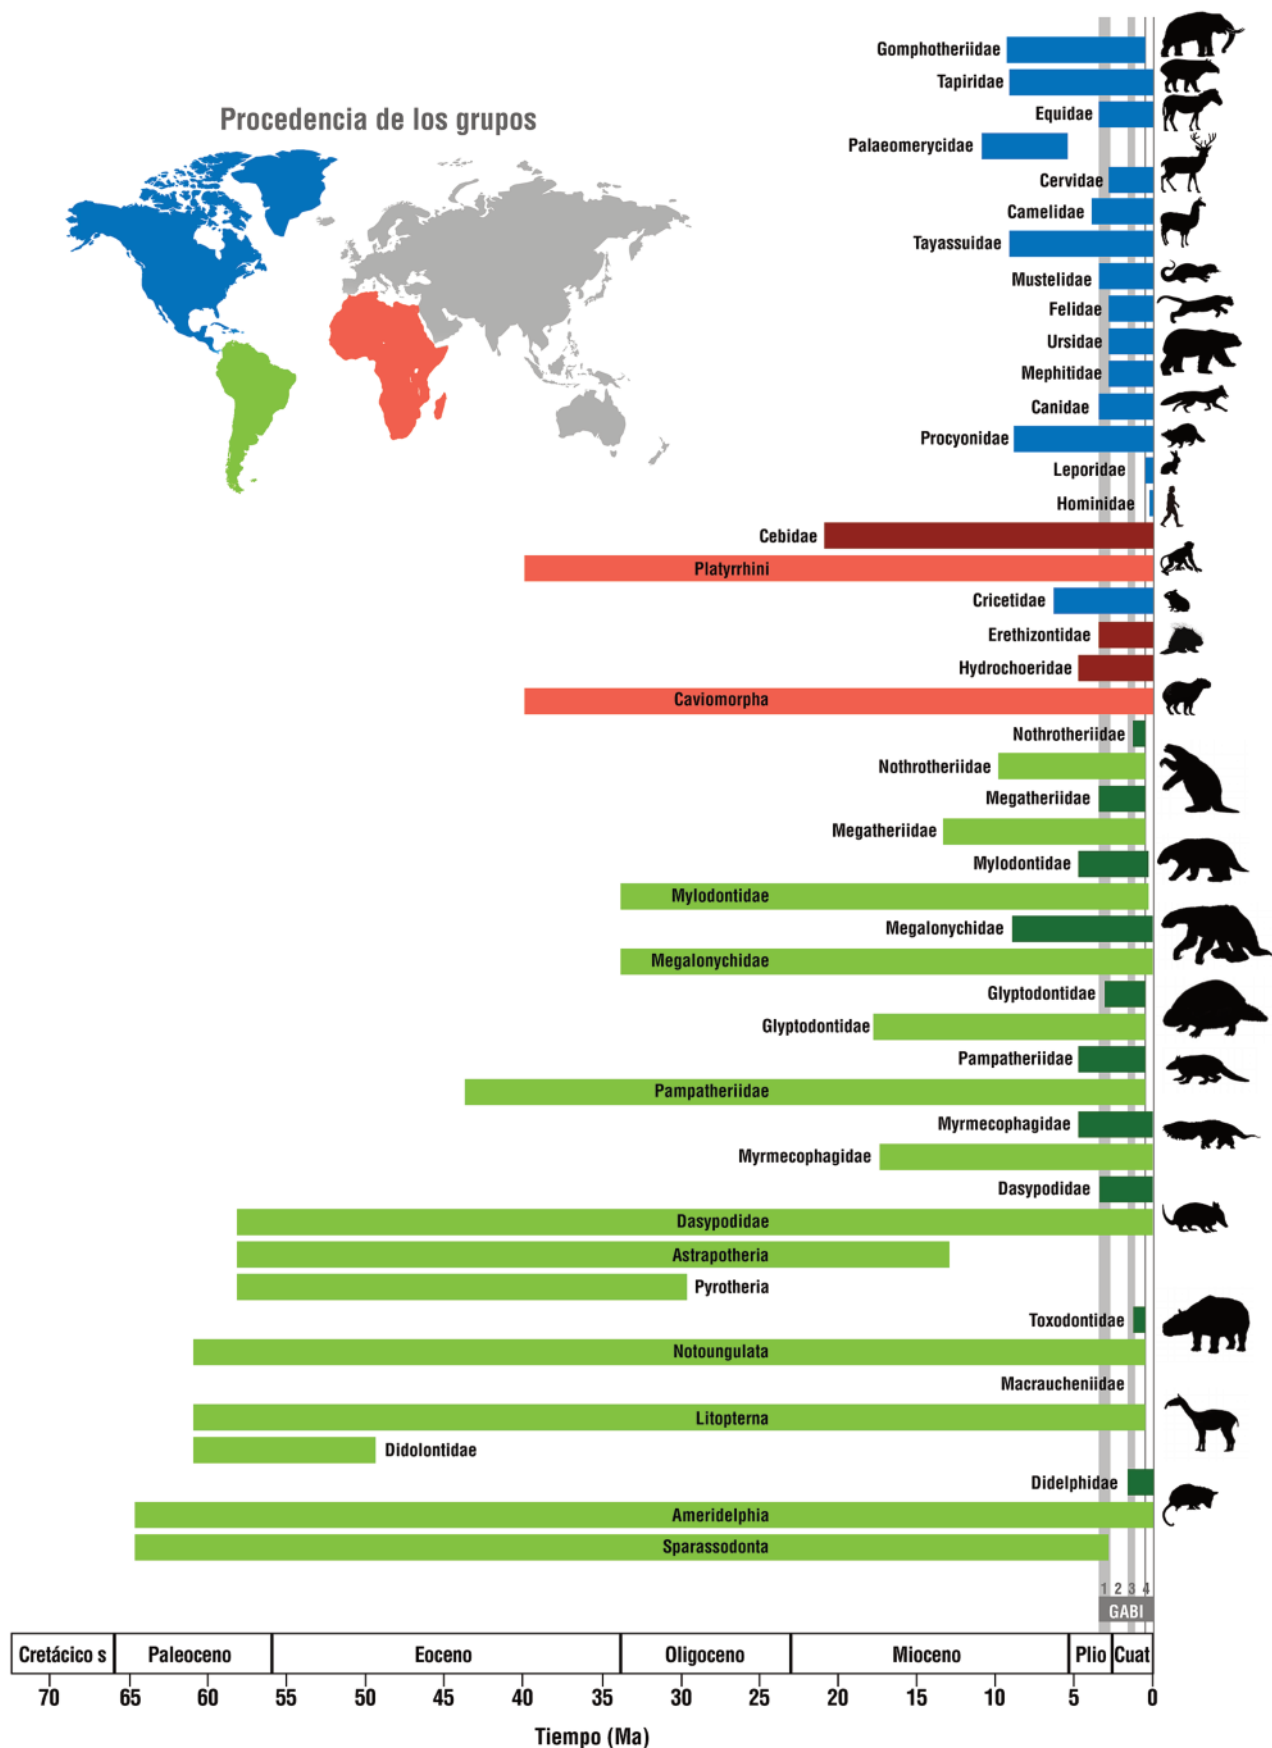 Procedencia de los grupos
Gomphotheriidae
Tapiridae
Equidae
Palaeomerycidae
Cervidae
Camelidae
Tayassuidae
Mustelidae
Felidae
Ursidae
Mephitidae
Canidae
Procyonidae
Leporidae
Hominidae
Cebidae
Platyrrhini
Cricetidae
Erethizontidae
Hydrochoeridae
Caviomorpha
Nothrotheriidae
Nothrotheriidae
Megatheriidae
Megatheriidae
Mylodontidae
Mylodontidae
Megalonychidae
Megalonychidae
Glyptodontidae
Glyptodontidae
Pampatheriidae
Pampatheriidae
Myrmecophagidae
Myrmecophagidae
Dasypodidae
Dasypodidae
Astrapotheria
Pyrotheria
Toxodontidae
Notoungulata
Macraucheniidae
Litopterna
Didolontidae
Didelphidae
Ameridelphia
Sparassodonta
1 2 3 4
GABI
Cretácico s Paleoceno Eoceno Oligoceno Mioceno Plio Cuat
70 65 60 55 50 45 40 35 30 25 20 15 10 5 0
Tiempo (Ma)